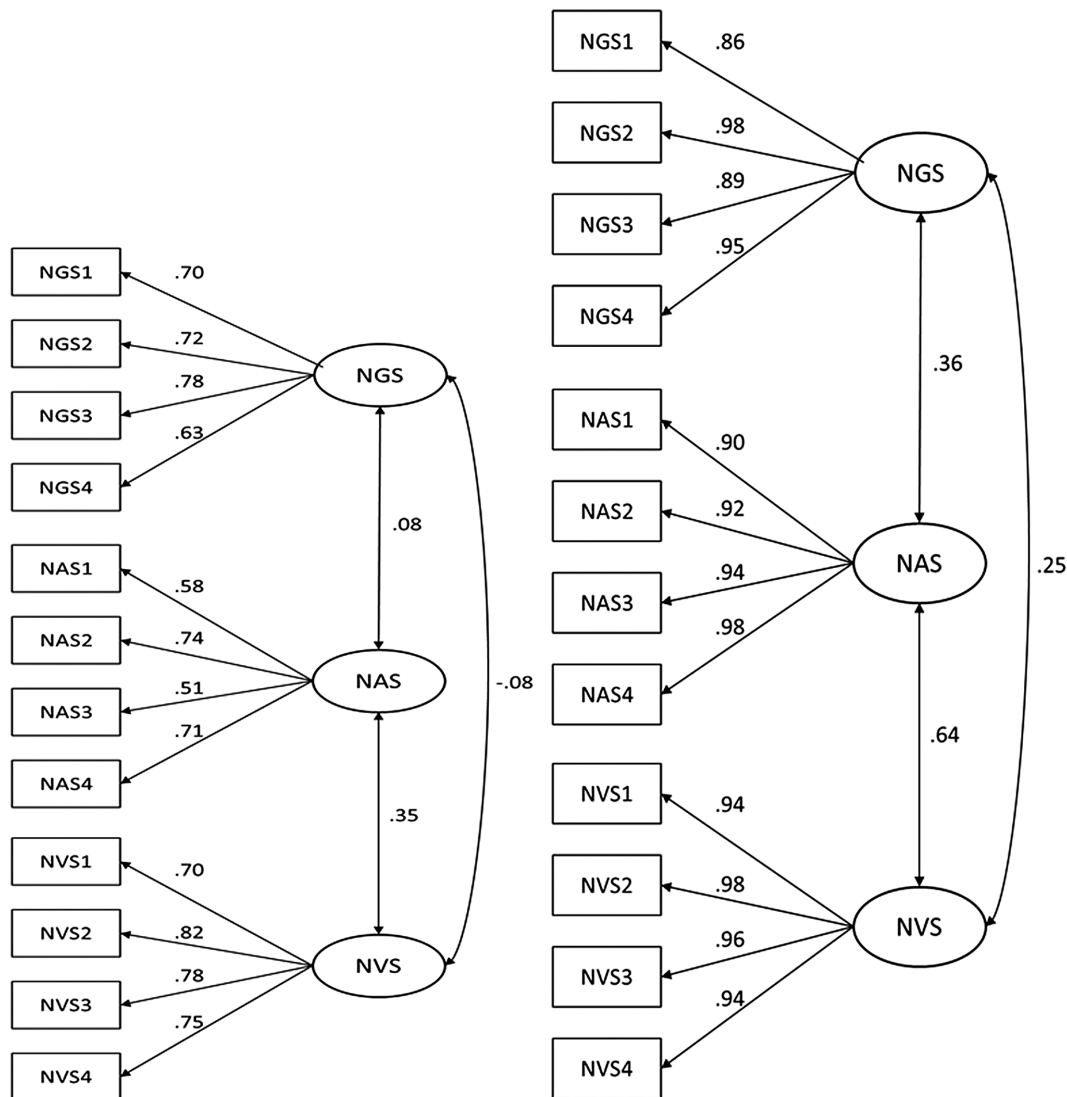 NGS1
.70
NGS2
.72
NGS3
.78
NGS4
.63
NGS
.08
NAS1
.58
NAS2
.74
NAS3
.51
NAS4
.71
NAS
-.08
.35
NVS1
.70
NVS2
.82
NVS3
.78
NVS4
.75
NVS
NGS1
.86
NGS2
.98
NGS3
.89
NGS4
.95
NGS
.36
NAS1
.90
NAS2
.92
NAS3
.94
NAS4
.98
NAS
.25
.64
NVS1
.94
NVS2
.98
NVS3
.96
NVS4
.94
NVS